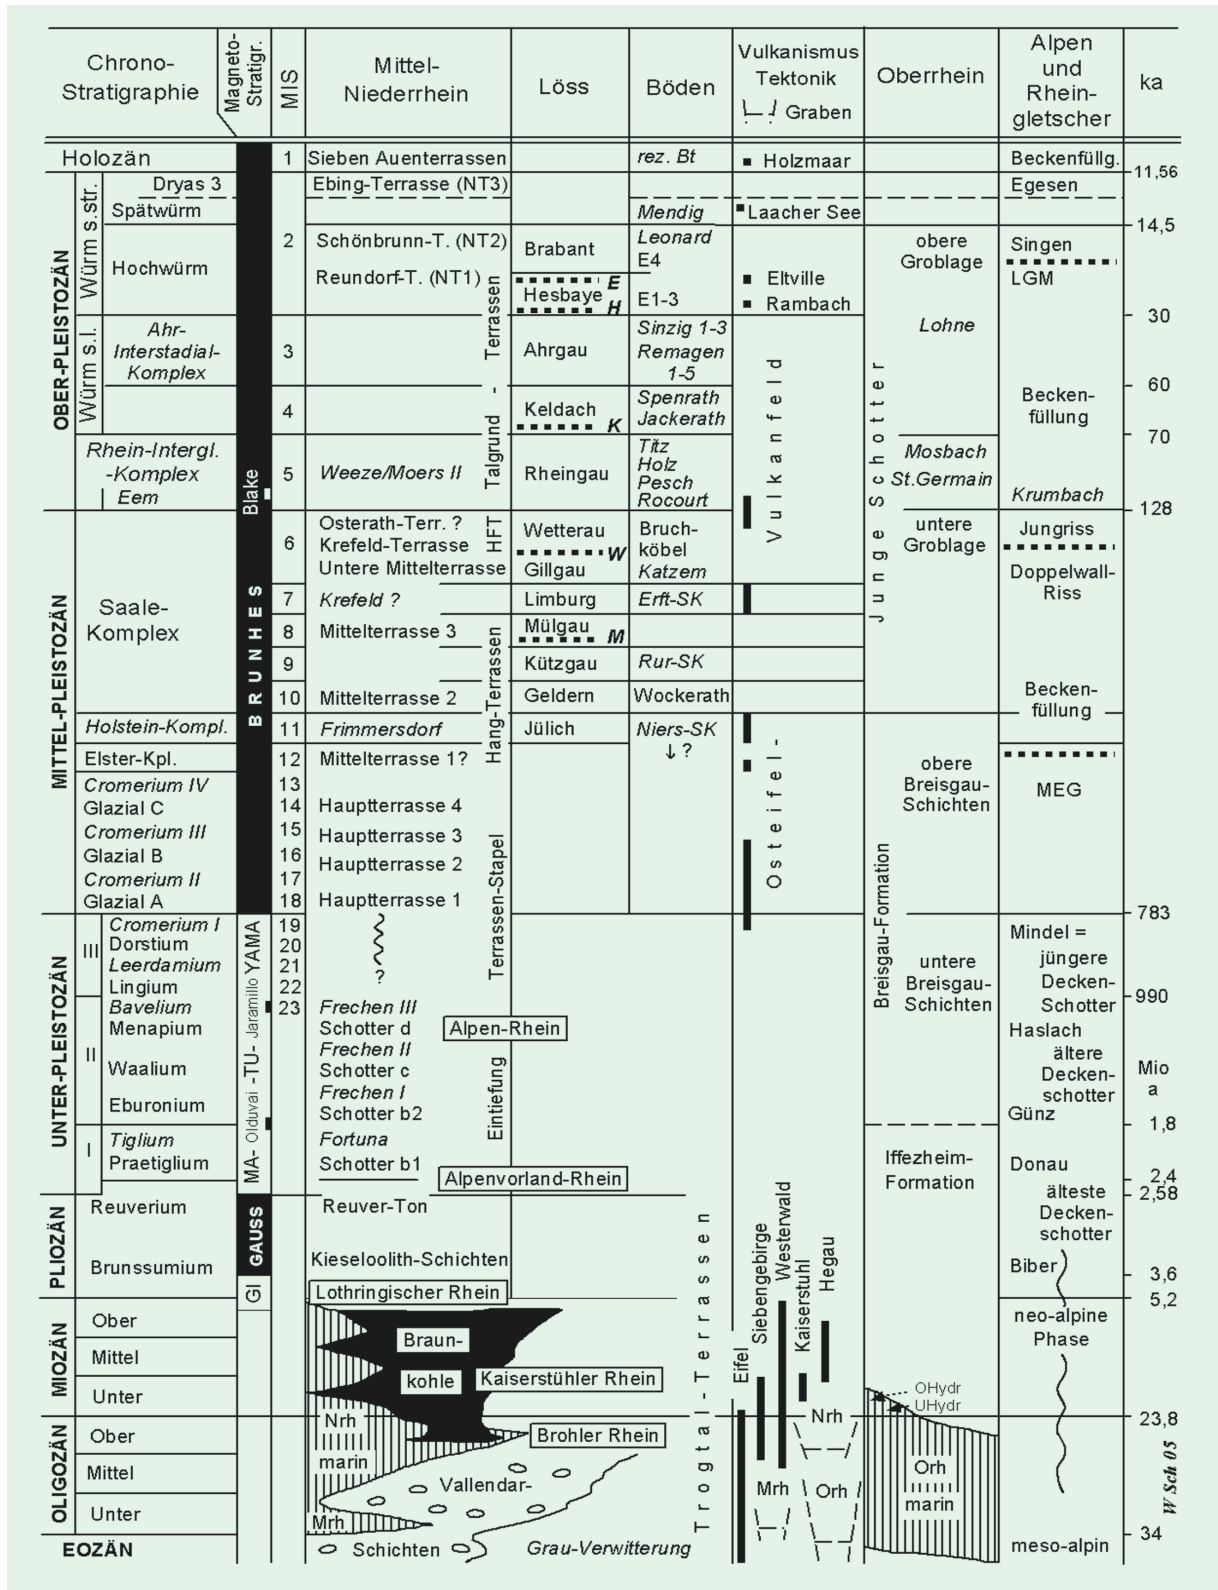 Chrono-
Stratigraphie
Magneto-
Stratigr.
MIS
Mittel-
Niederrhein
Löss
Böden
Vulkanismus
Tektonik
Graben
Oberrhein
Alpen
und
Rhein-
gletscher
ka
Holozän
1
Sieben Auenterrassen
rez. Bt
Holzmaar
Beckenfüllg.
11,56
OBER-PLEISTOZÄN
Würm s.str.
Dryas 3
Ebing-Terrasse (NT3)
Egesen
Spätwürm
Mendig
Laacher See
14,5
Hochwürm
2
Schönbrunn-T. (NT2)
Reundorf-T. (NT1)
Brabant
E
Hesbaye
H
Leonard
E4
E1-3
Eltville
Rambach
obere
Groblage
Singen
LGM
30
Würm s.l.
Ahr-
Interstadial-
Komplex
3
Talgrund - Terrassen
Ahrgau
Sinzig 1-3
Remagen
1-5
Lohne
60
4
Keldach
K
Spenrath
Jackerath
Becken-
füllung
70
Rhein-Intergl.
-Komplex
Eem
Blake
5
Weeze/Moers II
Rheingau
Titz
Holz
Pesch
Rocourt
Mosbach
St.Germain
Krumbach
128
MITTEL-PLEISTOZÄN
Saale-
Komplex
BRUNHES
6
Osterath-Terr. ?
Krefeld-Terrasse
Untere Mittelterrasse
HFT
Wetterau
W
Gillgau
Bruch-
köbel
Katzem
Osteifel-Vulkanfeld
Junge Schotter
untere
Groblage
Jungriss
Doppelwall-
Riss
7
Krefeld ?
Limburg
Erft-SK
8
Mittelterrasse 3
Hang-Terrassen
Mülgau
M
9
Kützgau
Rur-SK
10
Mittelterrasse 2
Geldern
Wockerath
Becken-
füllung
Holstein-Kompl.
11
Frimmersdorf
Jülich
Niers-SK
↓ ?
Elster-Kpl.
12
Mittelterrasse 1?
obere
Breisgau-
Schichten
MEG
Cromerium IV
13
Glazial C
14
Hauptterrasse 4
Cromerium III
15
Hauptterrasse 3
Glazial B
16
Hauptterrasse 2
Cromerium II
17
Glazial A
18
Hauptterrasse 1
Terrassen-Stapel
Breisgau-Formation
783
UNTER-PLEISTOZÄN
III
Cromerium I
19
Dorstium
20
Leerdamium
21
Lingium
22
?
MA- Olduvai -TU- Jaramillo YAMA
untere
Breisgau-
Schichten
Mindel =
jüngere
Decken-
Schotter
990
II
Bavelium
23
Frechen III
Menapium
Schotter d
Alpen-Rhein
Frechen II
Waalium
Schotter c
Frechen I
Eburonium
Schotter b2
Eintiefung
Haslach
ältere
Decken-
schotter
Günz
Mio
a
1,8
I
Tiglium
Fortuna
Praetiglium
Schotter b1
Alpenvorland-Rhein
Iffezheim-
Formation
Donau
2,4
2,58
PLIOZÄN
Reuverium
GAUSS
Reuver-Ton
älteste
Decken-
schotter
Brunssumium
Kieseloolith-Schichten
Biber
3,6
GI
Lothringischer Rhein
5,2
MIOZÄN
Ober
Mittel
Unter
Braun-
kohle
Kaiserstühler Rhein
Trogtal-Terrassen
Eifel
Siebengebirge
Westerwald
Kaiserstuhl
Hegau
neo-alpine
Phase
OHydr
UHydr
23,8
OLIGOZÄN
Ober
Mittel
Unter
Nrh
marin
Brohler Rhein
Vallendar-
Mrh
Nrh
Mrh
Orh
Orh
marin
W Sch 05
34
EOZÄN
Schichten
Grau-Verwitterung
meso-alpin